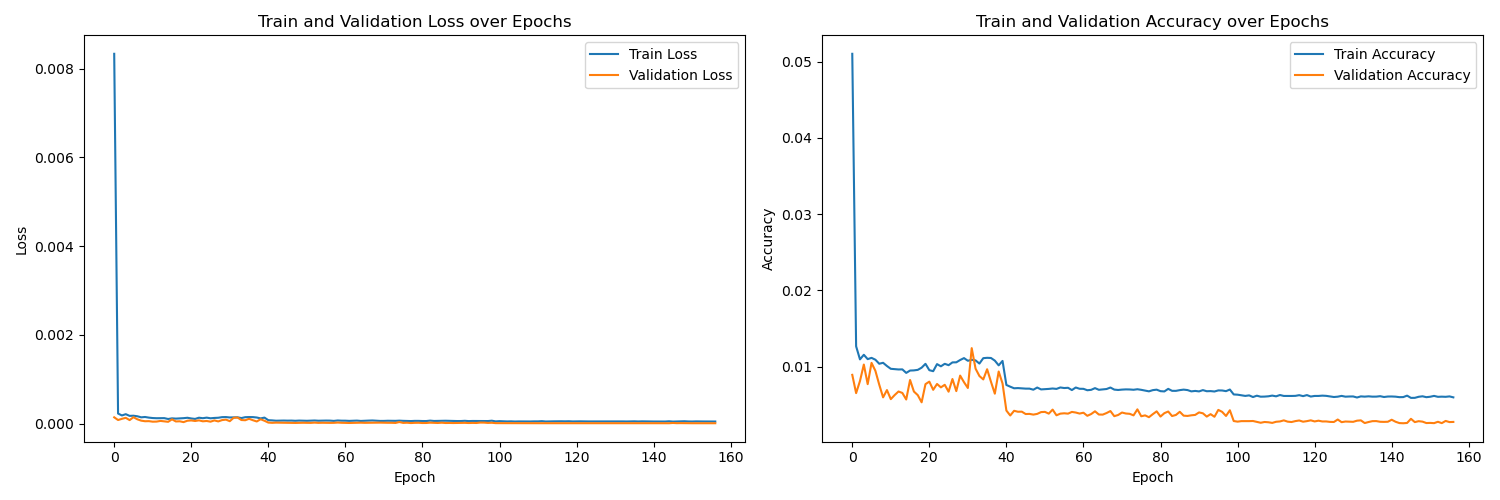 Train and Validation Loss over Epochs
Train Loss
Validation Loss
0.008
0.006
0.004
0.002
0.000
Loss
0 20 40 60 80 100 120 140 160
Epoch
Train and Validation Accuracy over Epochs
Train Accuracy
Validation Accuracy
0.05
0.04
0.03
0.02
0.01
Accuracy
0 20 40 60 80 100 120 140 160
Epoch